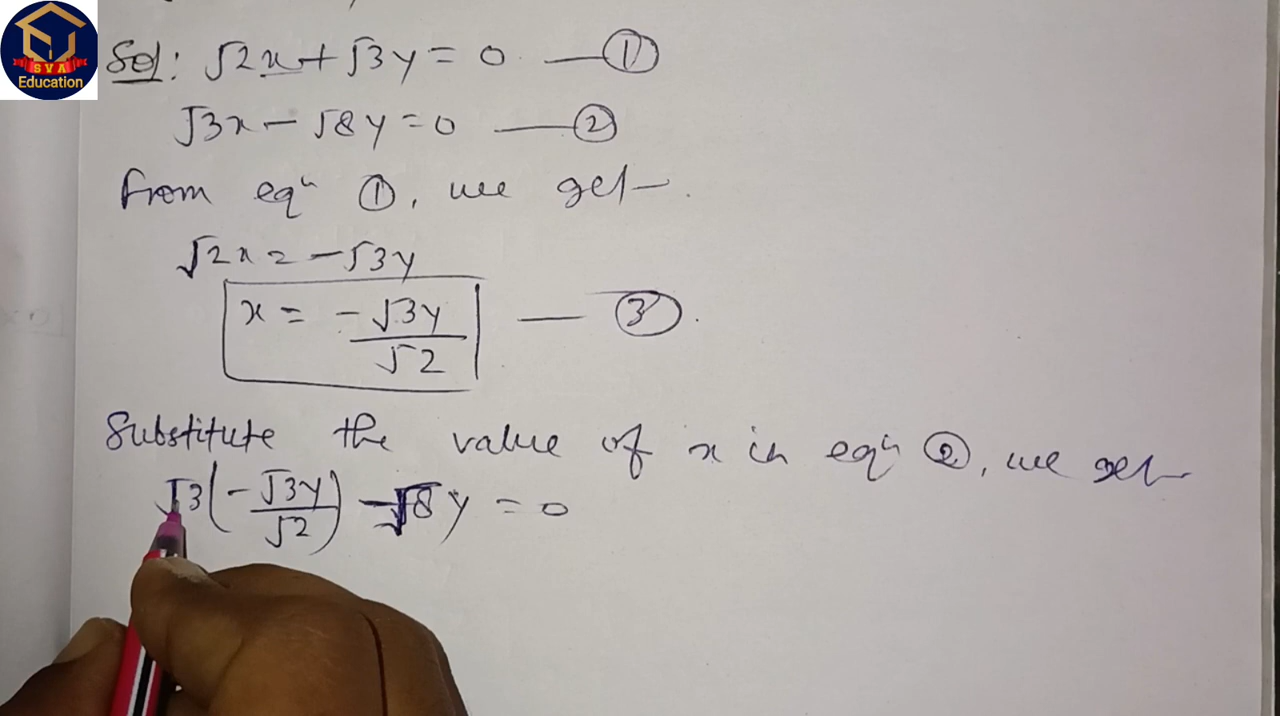 SVA
Education
Sol: √2x + √3y = 0 — ①
√3x – √8y = 0 — ②
From eqⁿ ①, we get
√2x = –√3y
x = –√3y/√2 — ③
Substitute the value of x in eqⁿ ②, we get
√3(–√3y/√2) – √8y = 0